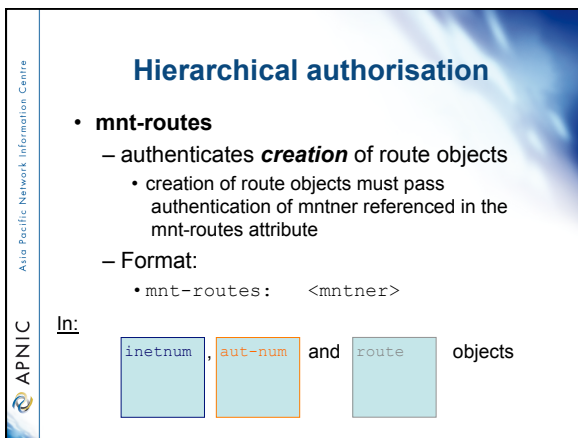 Hierarchical authorisation
• mnt-routes
– authenticates creation of route objects
• creation of route objects must pass
authentication of mntner referenced in the
mnt-routes attribute
– Format:
• mnt-routes: <mntner>
In:
inetnum , aut-num and route objects
Asia Pacific Network Information Centre
APNIC